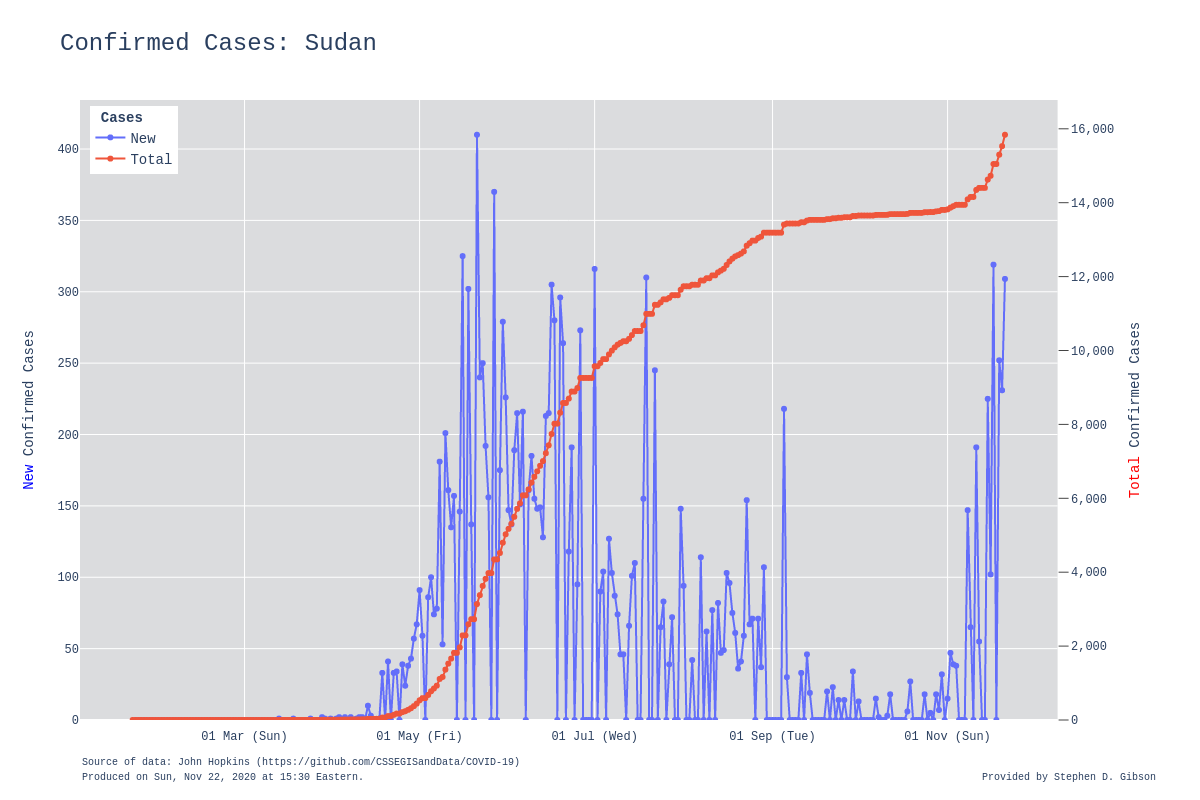 Confirmed Cases: Sudan
Cases
New
Total
400
350
300
250
200
150
100
50
0
16,000
14,000
12,000
10,000
8,000
6,000
4,000
2,000
0
New Confirmed Cases
Total Confirmed Cases
01 Mar (Sun)
01 May (Fri)
01 Jul (Wed)
01 Sep (Tue)
01 Nov (Sun)
Source of data: John Hopkins (https://github.com/CSSEGISandData/COVID-19)
Produced on Sun, Nov 22, 2020 at 15:30 Eastern.
Provided by Stephen D. Gibson